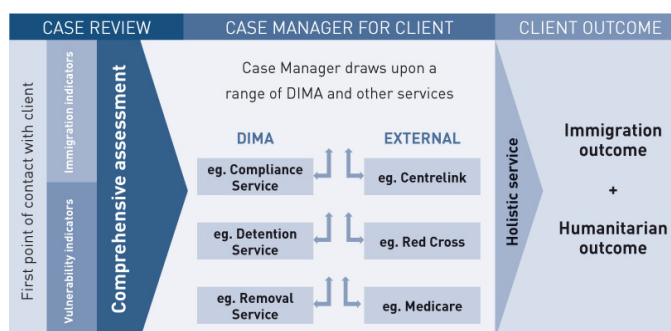 CASE REVIEW
CASE MANAGER FOR CLIENT
CLIENT OUTCOME
First point of contact with client
Immigration indicators
Vulnerability indicators
Comprehensive assessment
Case Manager draws upon a
range of DIMA and other services
DIMA
EXTERNAL
eg. Compliance
Service
eg. Centrelink
eg. Detention
Service
eg. Red Cross
eg. Removal
Service
eg. Medicare
Holistic service
Immigration
outcome
+
Humanitarian
outcome